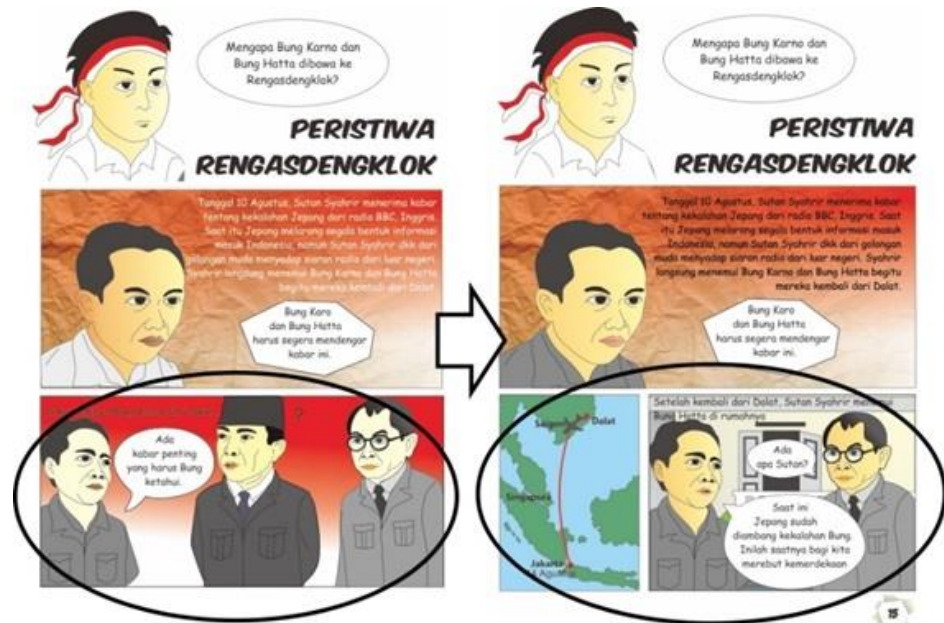 Mengapa Bung Karno dan
Bung Hatta dibawa ke
Rengasdengklok?
PERISTIWA
RENGASDENGKLOK
Tanggal 10 Agustus, Sutan Syahrir menerima kabar
tentang kekalahan Jepang dari radio BBC, Inggris.
Saat itu Jepang melarang segala bentuk informasi
masuk Indonesia, namun Sutan Syahrir dkk dari
golongan muda menyadap siaran radio dari luar negeri.
Syahrir langsung menemui Bung Karno dan Bung Hatta
begitu mereka kembali dari Dalat.
Bung Karo
dan Bung Hatta
harus segera mendengar
kabar ini.
Ada
kabar penting
yang harus Bung
ketahui.
Mengapa Bung Karno dan
Bung Hatta dibawa ke
Rengasdengklok?
PERISTIWA
RENGASDENGKLOK
Tanggal 10 Agustus, Sutan Syahrir menerima kabar
tentang kekalahan Jepang dari radio BBC, Inggris. Saat
itu Jepang melarang segala bentuk informasi masuk
Indonesia, namun Sutan Syahrir dkk dari golongan
muda menyadap siaran radio dari luar negeri. Syahrir
langsung menemui Bung Karno dan Bung Hatta begitu
mereka kembali dari Dalat.
Bung Karo
dan Bung Hatta
harus segera mendengar
kabar ini.
Saigon
Dalat
Singapura
Jakarta
Agustus
Setelah kembali dari Dalat, Sutan Syahrir menemui
Bung Hatta di rumahnya
Ada
apa Sutan?
Saat ini
Jepang sudah
diambang kekalahan Bung.
Inilah saatnya bagi kita
merebut kemerdekaan
15